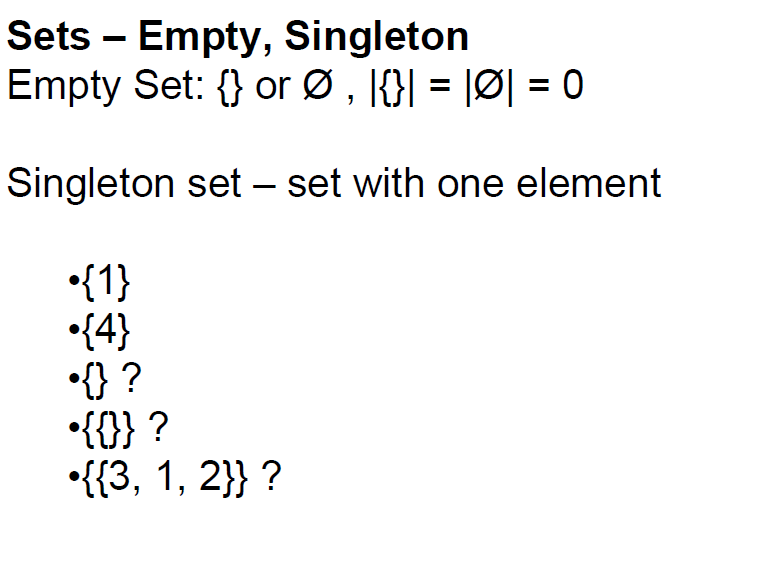 Sets – Empty, Singleton
Empty Set: {} or Ø , |{}| = |Ø| = 0
Singleton set – set with one element
•{1}
•{4}
•{} ?
•{{}} ?
•{{3, 1, 2}} ?